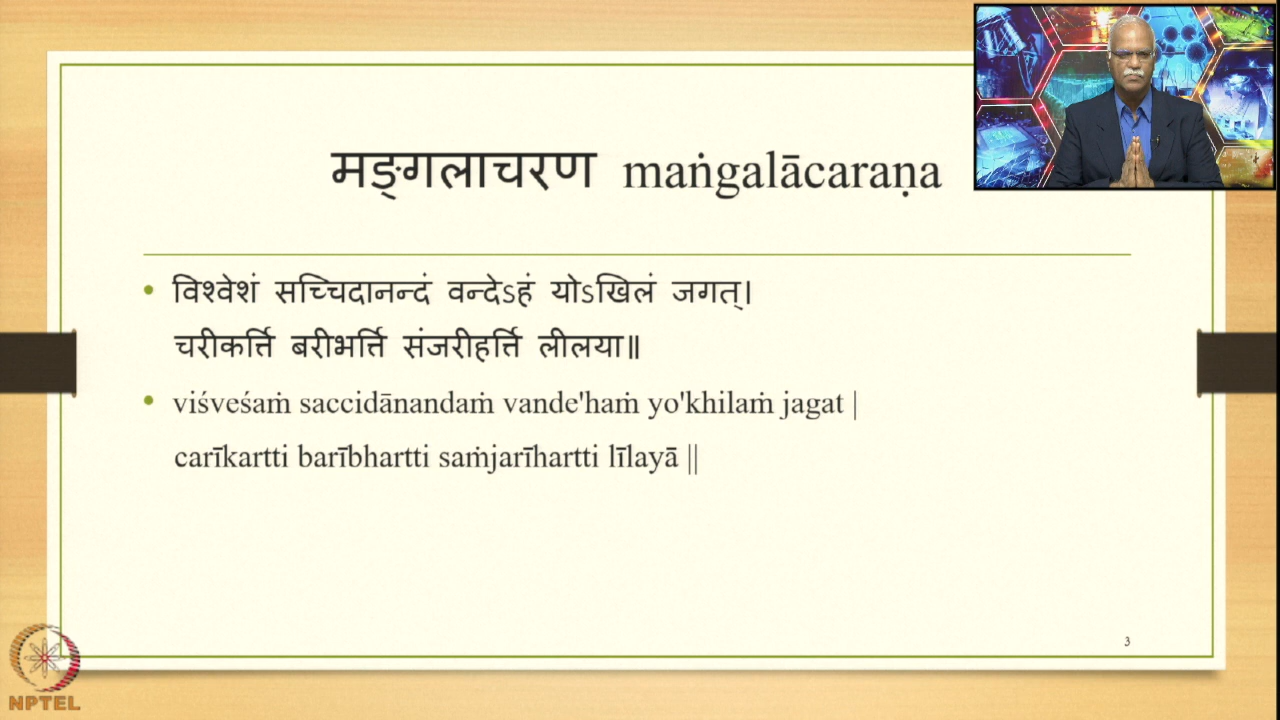 मङ्गलाचरण maṅgalācaraṇa
• विश्वेशं सच्चिदानन्दं वन्देऽहं योऽखिलं जगत्।
चरीकर्त्ति बरीभर्त्ति संजरीहर्त्ति लीलया॥
• viśveśaṁ saccidānandaṁ vande'haṁ yo'khilaṁ jagat |
carīkartti barībhartti saṁjarīhartti līlayā ||
3
NPTEL